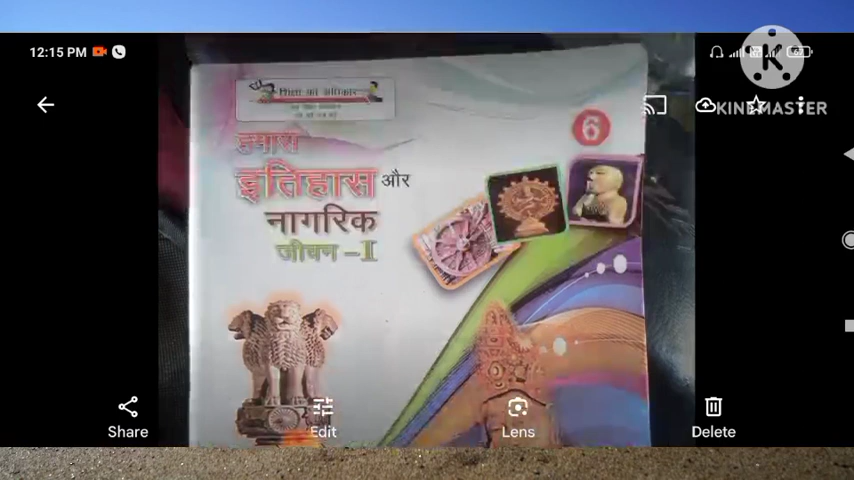 12:15 PM
KINEMASTER
शिक्षा का अधिकार
6
हमारा
इतिहास और
नागरिक
जीवन -I
Share
Edit
Lens
Delete